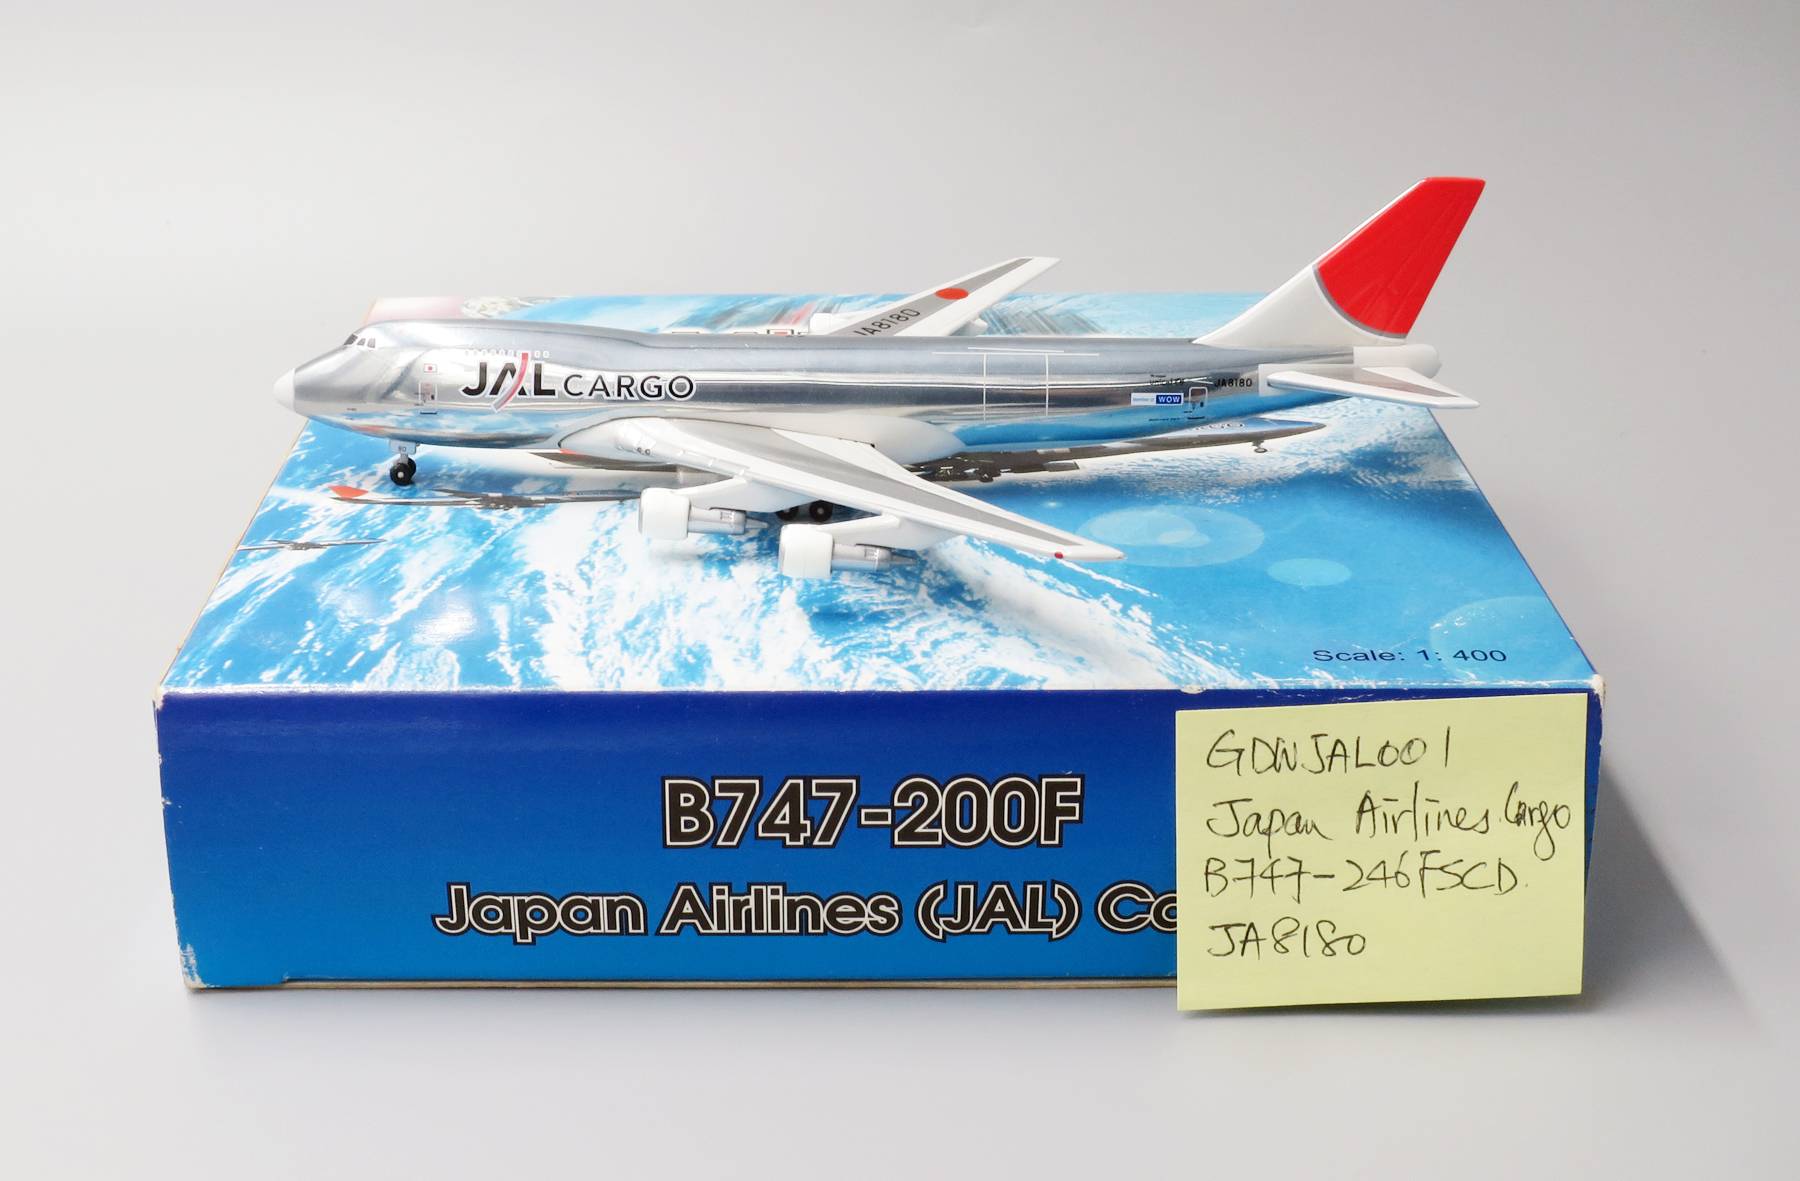 JA8180
JAL CARGO
JA8180
WOW
Scale: 1: 400
B747-200F
Japan Airlines (JAL) Ca
GDWJAL001
Japan Airlines Cargo
B747-246FSCD.
JA8180